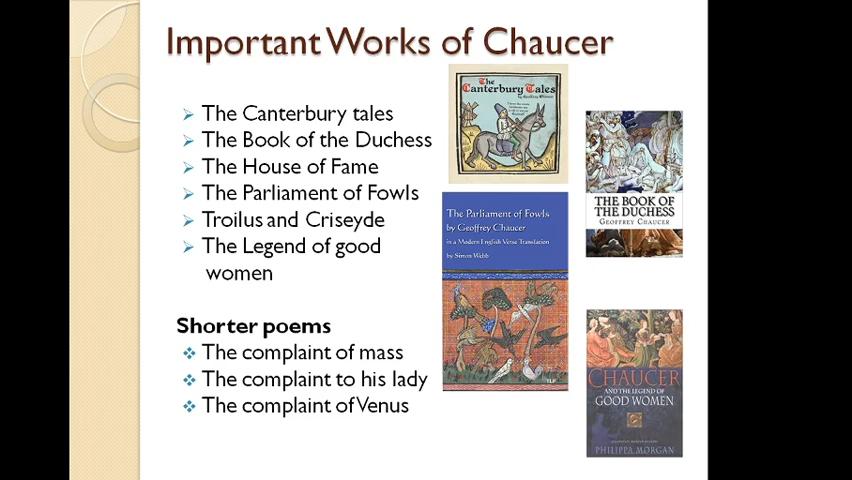 Important Works of Chaucer
The Canterbury tales
The Book of the Duchess
The House of Fame
The Parliament of Fowls
Troilus and Criseyde
The Legend of good
women
Shorter poems
The complaint of mass
The complaint to his lady
The complaint of Venus
The
Canterbury Tales
The Parliament of Fowls
by Geoffrey Chaucer
in a Modern English Verse Translation
by Simon Webb
TLP
THE BOOK OF
THE DUCHESS
GEOFFREY CHAUCER
CHAUCER
AND THE LEGEND OF
GOOD WOMEN
PHILIPPA MORGAN